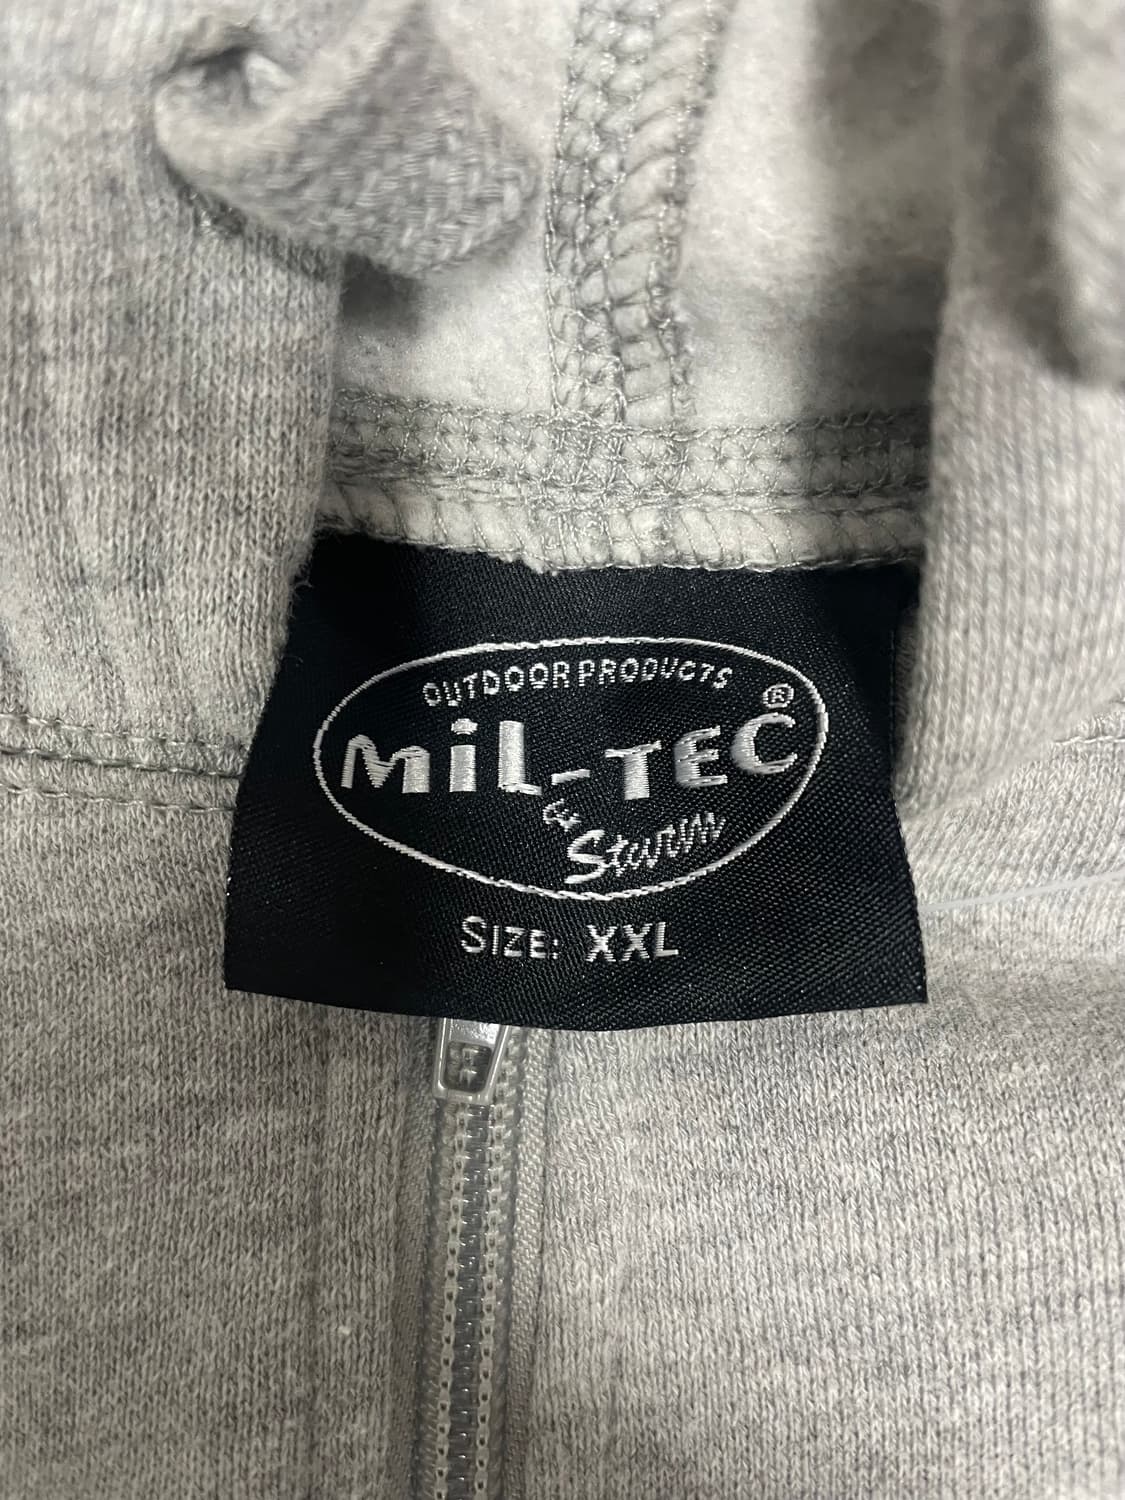 OUTDOOR PRODUCTS
MiL-TEC®
by Sturm
SIZE: XXL